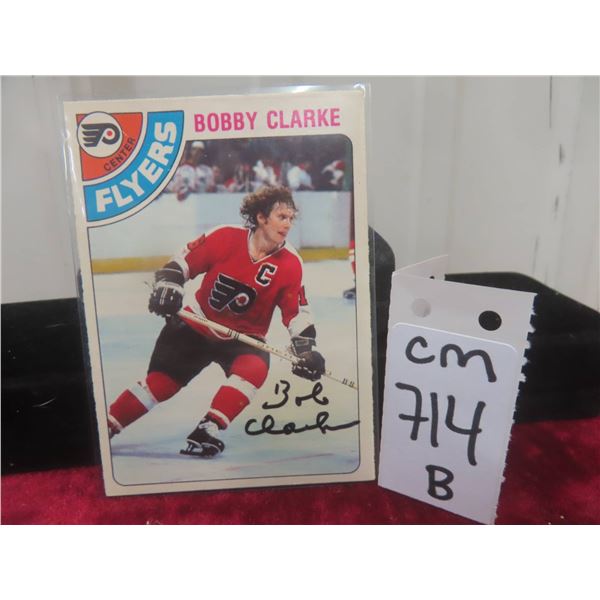 BOBBY CLARKE
CENTER
FLYERS
C
Bob
Clarke
CM
714
B